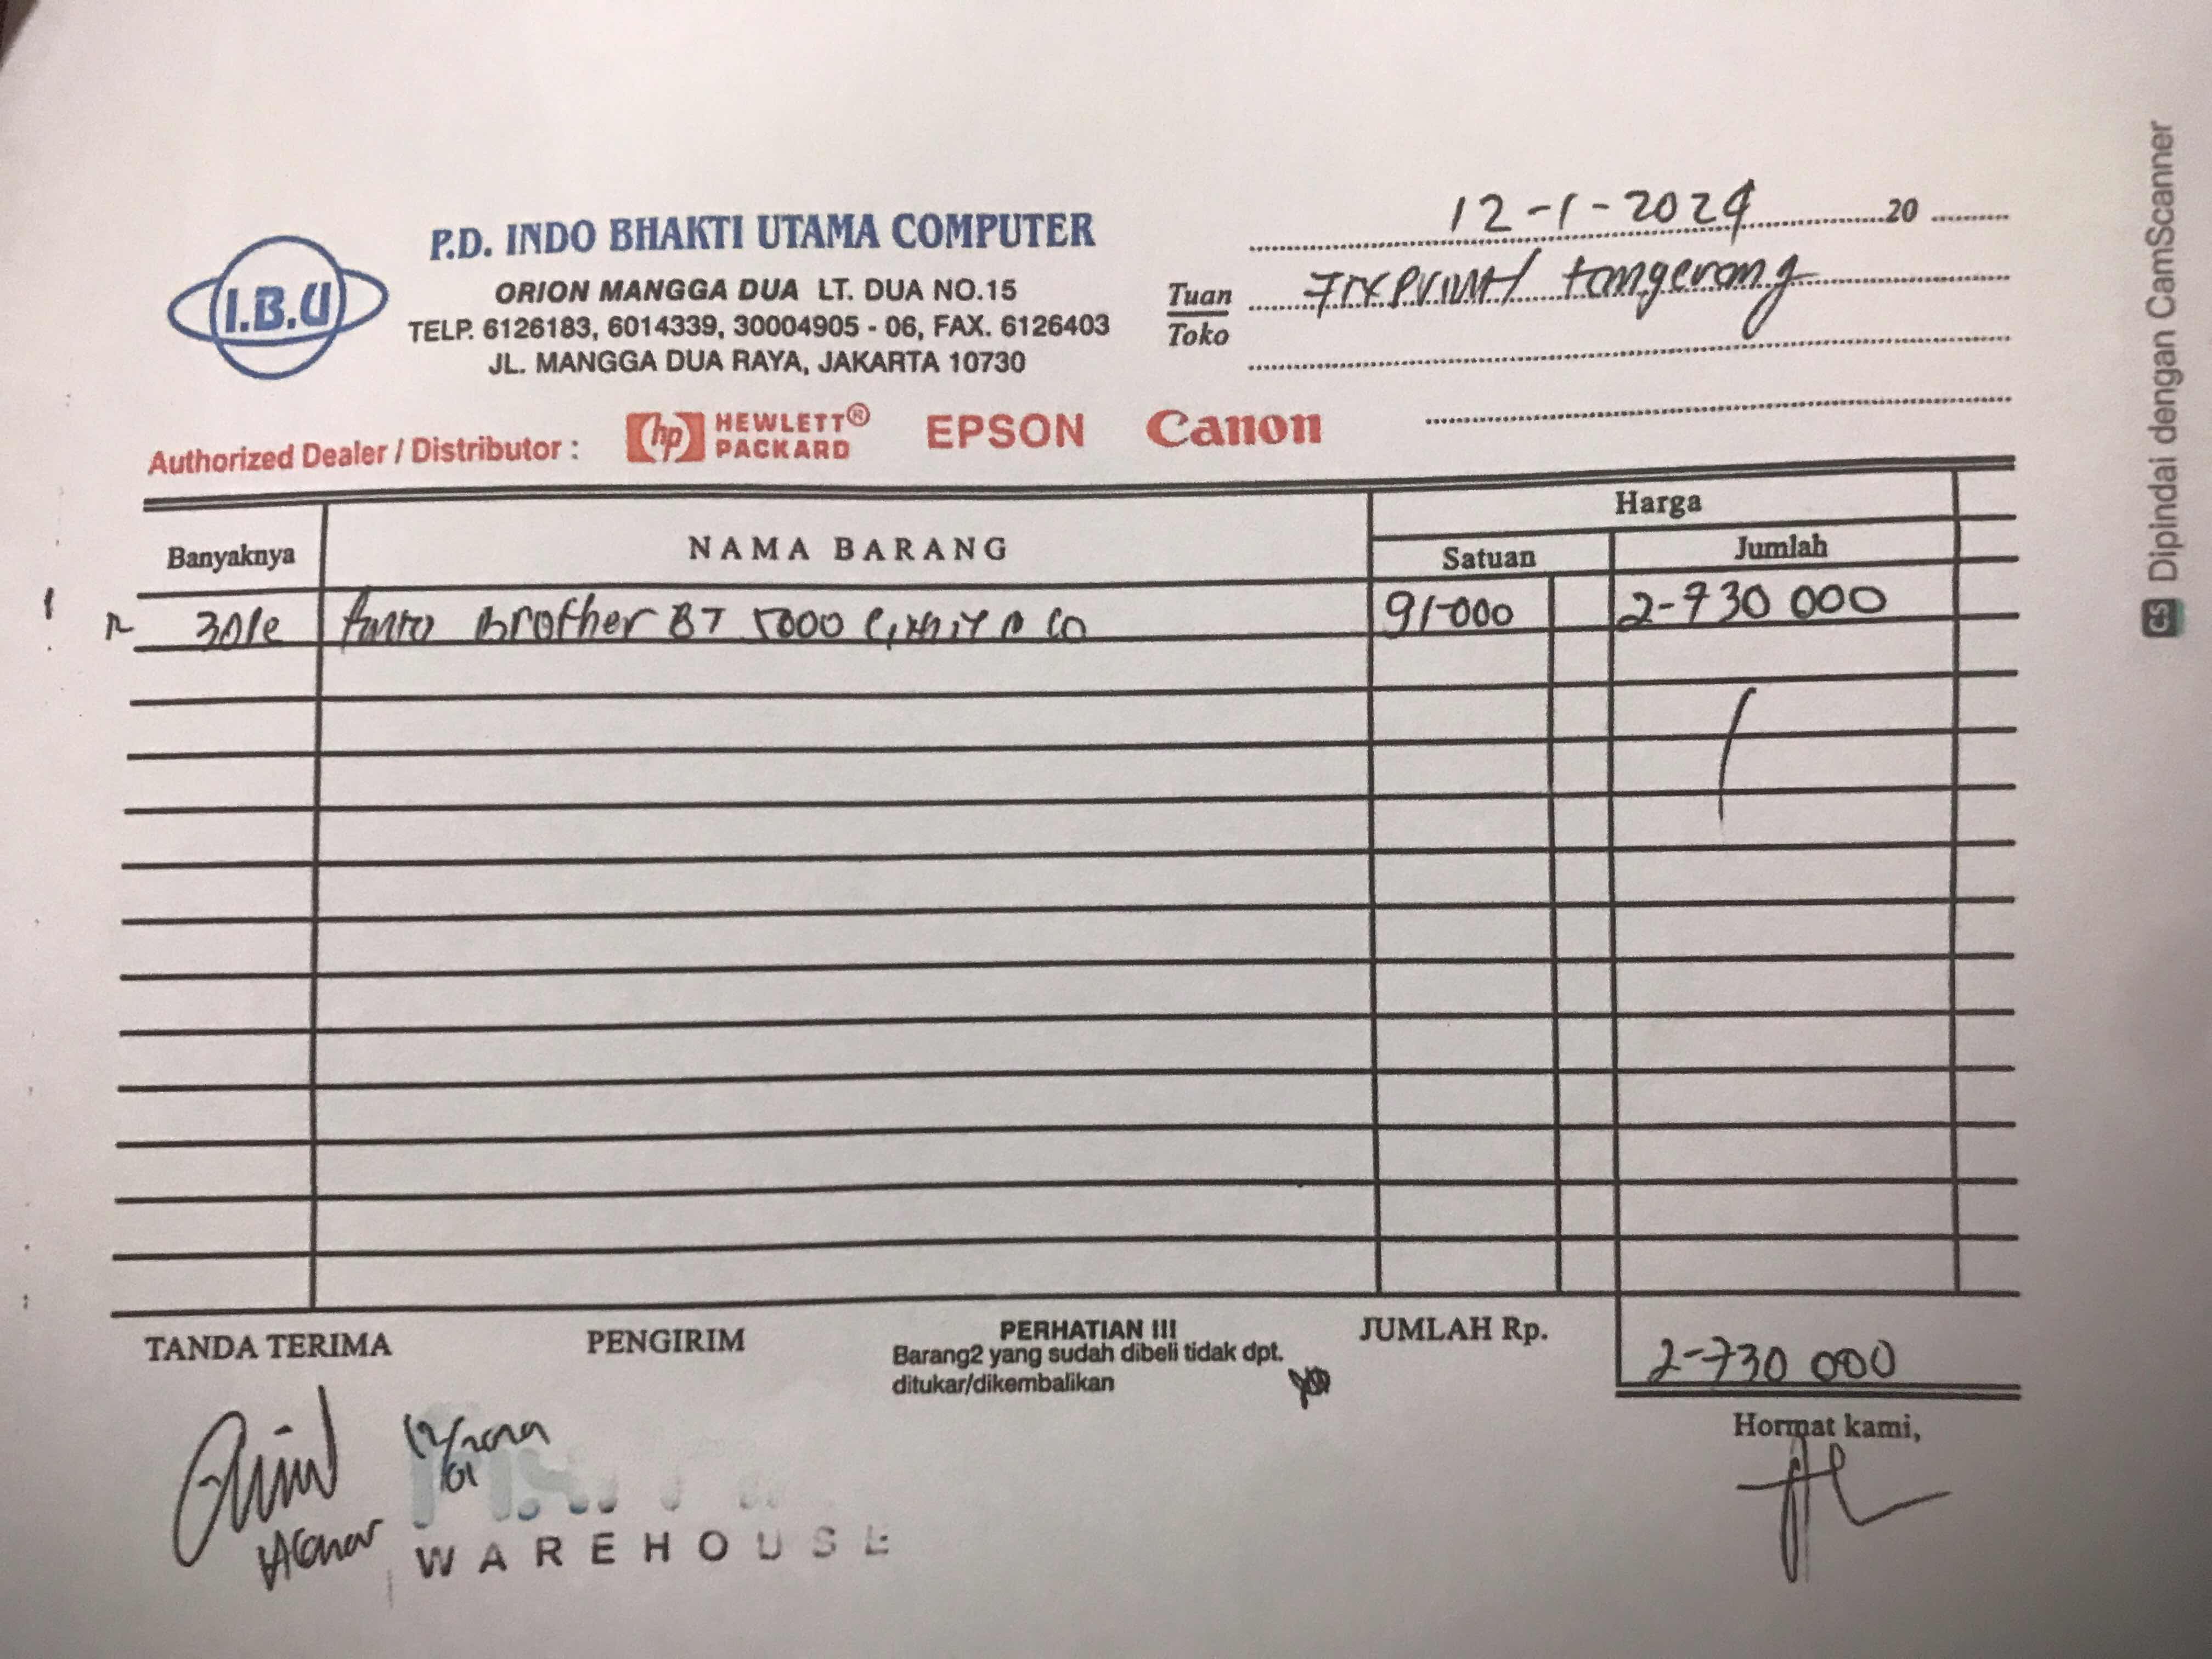 12-1-2024 20
P.D. INDO BHAKTI UTAMA COMPUTER
I.B.U
ORION MANGGA DUA LT. DUA NO.15
TELP. 6126183, 6014339, 30004905 - 06, FAX. 6126403
JL. MANGGA DUA RAYA, JAKARTA 10730
Tuan tangerang
Toko
Authorized Dealer / Distributor : hp HEWLETT® PACKARD EPSON Canon
Banyaknya NAMA BARANG Harga
Satuan Jumlah
Brother BT 5000 91-000 2-730 000
TANDA TERIMA PENGIRIM PERHATIAN !!! JUMLAH Rp.
Barang2 yang sudah dibeli tidak dpt.
ditukar/dikembalikan
2-730 000
Hormat kami,
WAREHOUSE
CS Dipindai dengan CamScanner